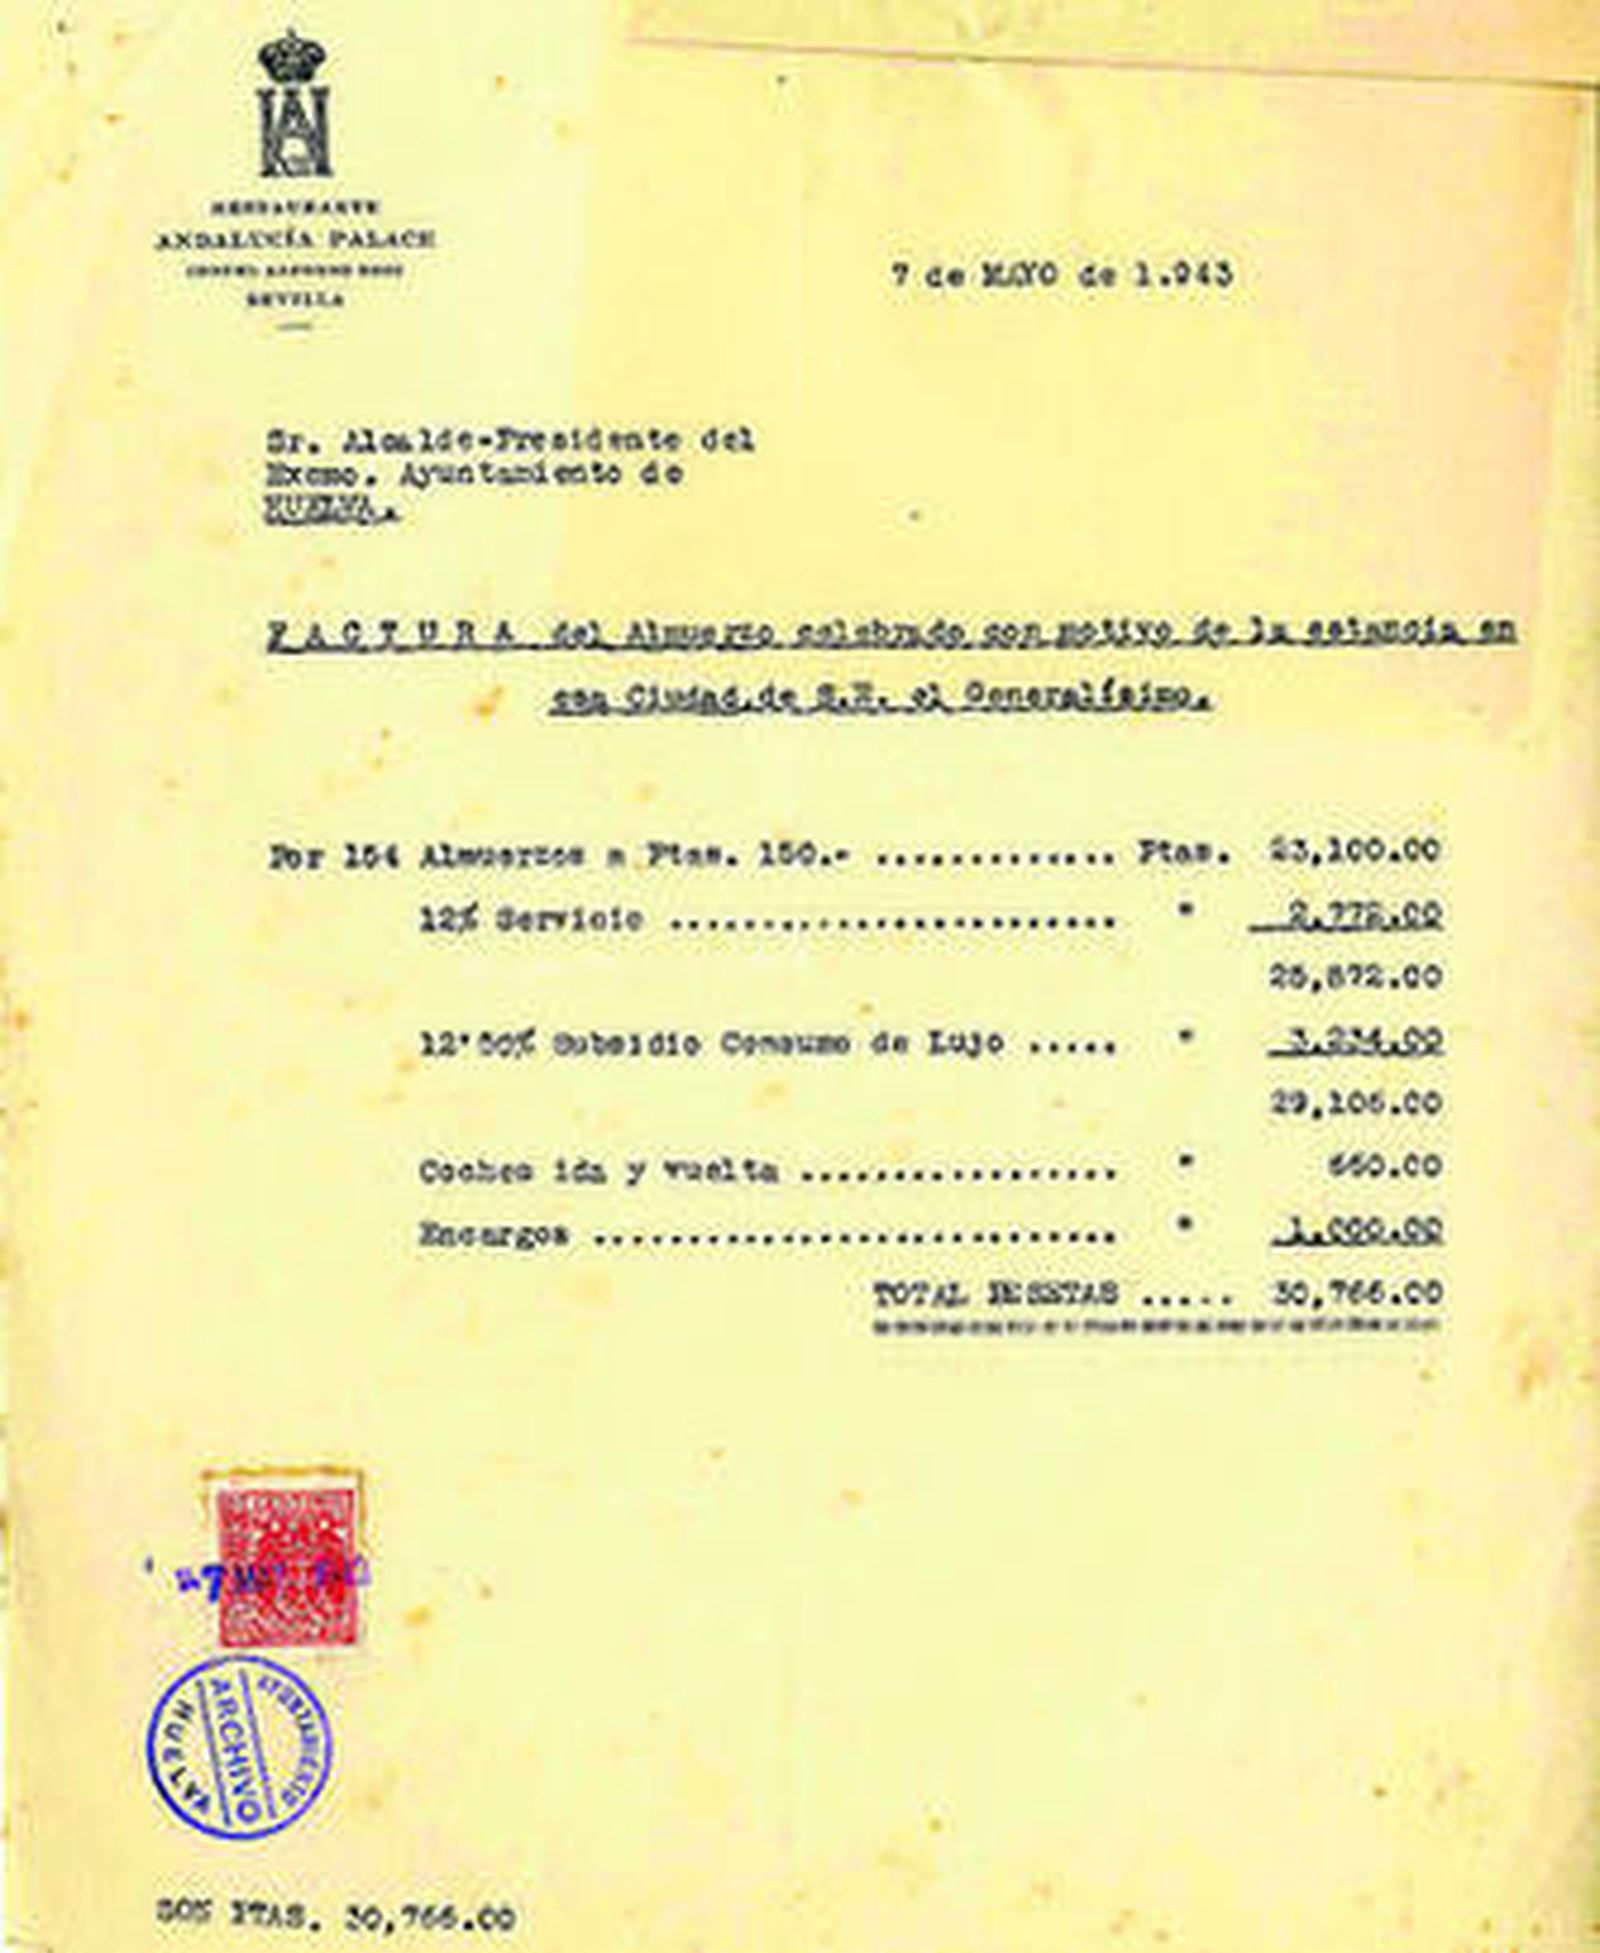 RESTAURANTE
ANDALUCÍA PALACE
(HOTEL ALFONSO XIII)
SEVILLA
7 de MAYO de 1.943
Sr. Alcalde-Presidente del
Excmo. Ayuntamiento de
HUELVA.
F A C T U R A del Almuerzo celebrado con motivo de la estancia en
esa Ciudad, de S.E. el Generalísimo.
Por 154 Almuerzos a Ptas. 150.- ............. Ptas. 23,100.00
12% Servicio ........................ " 2.772.00
25,872.00
12'50% Subsidio Consumo de Lujo ..... " 3.234.00
29,106.00
Coches ida y vuelta ................. " 660.00
Encargos ............................ " 1.000.00
TOTAL PESETAS ..... 30,766.00
AYUNTAMIENTO
ARCHIVO
HUELVA
SON PTAS. 30,766.00